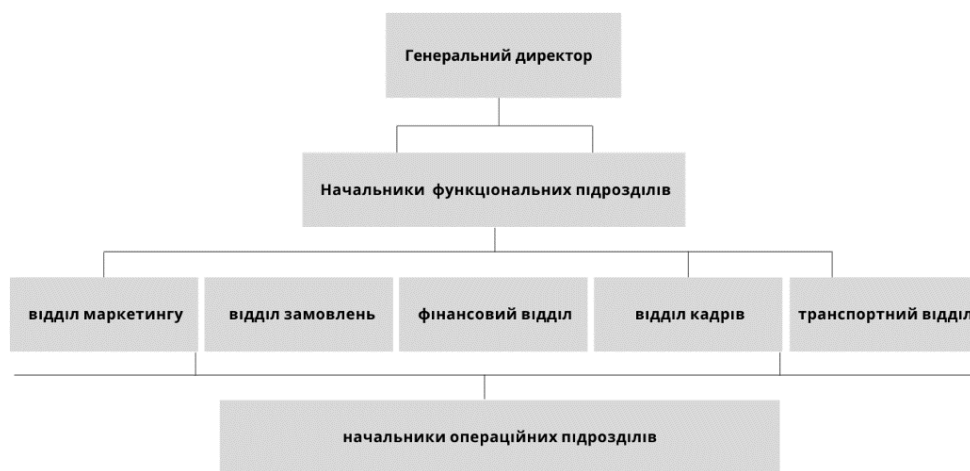 Генеральний директор
Начальники функціональних підрозділів
відділ маркетингу
відділ замовлень
фінансовий відділ
відділ кадрів
транспортний відділ
начальники операційних підрозділів